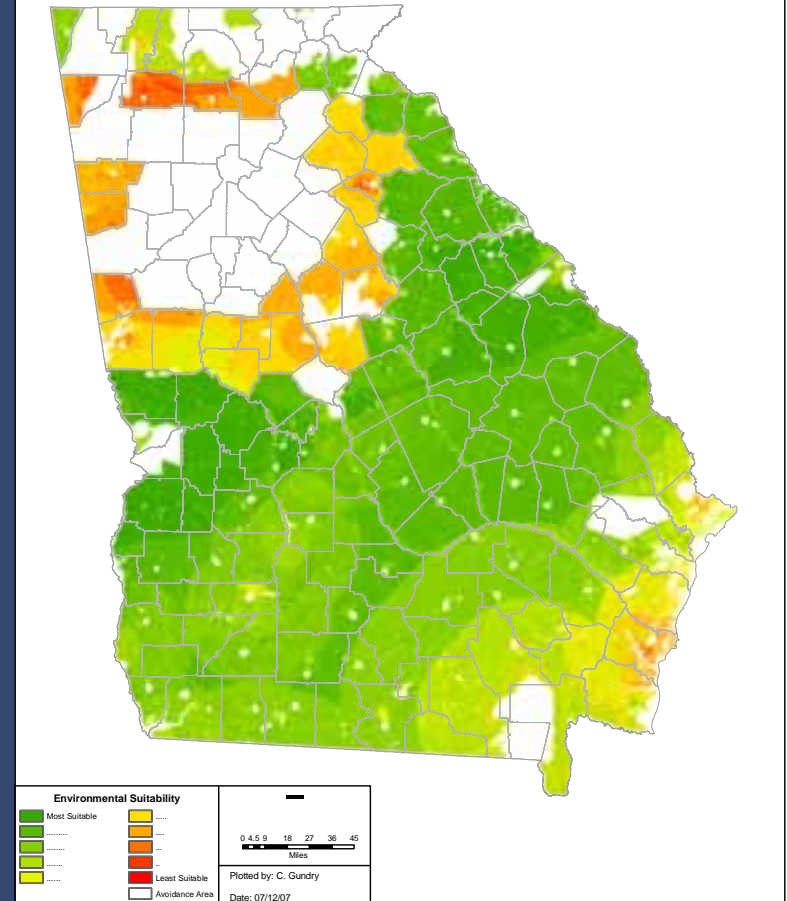 Environmental Suitability
Most Suitable
.........
........
.......
......
.....
....
...
..
Least Suitable
Avoidance Area
0 4.5 9 18 27 36 45
Miles
Plotted by: C. Gundry
Date: 07/12/07